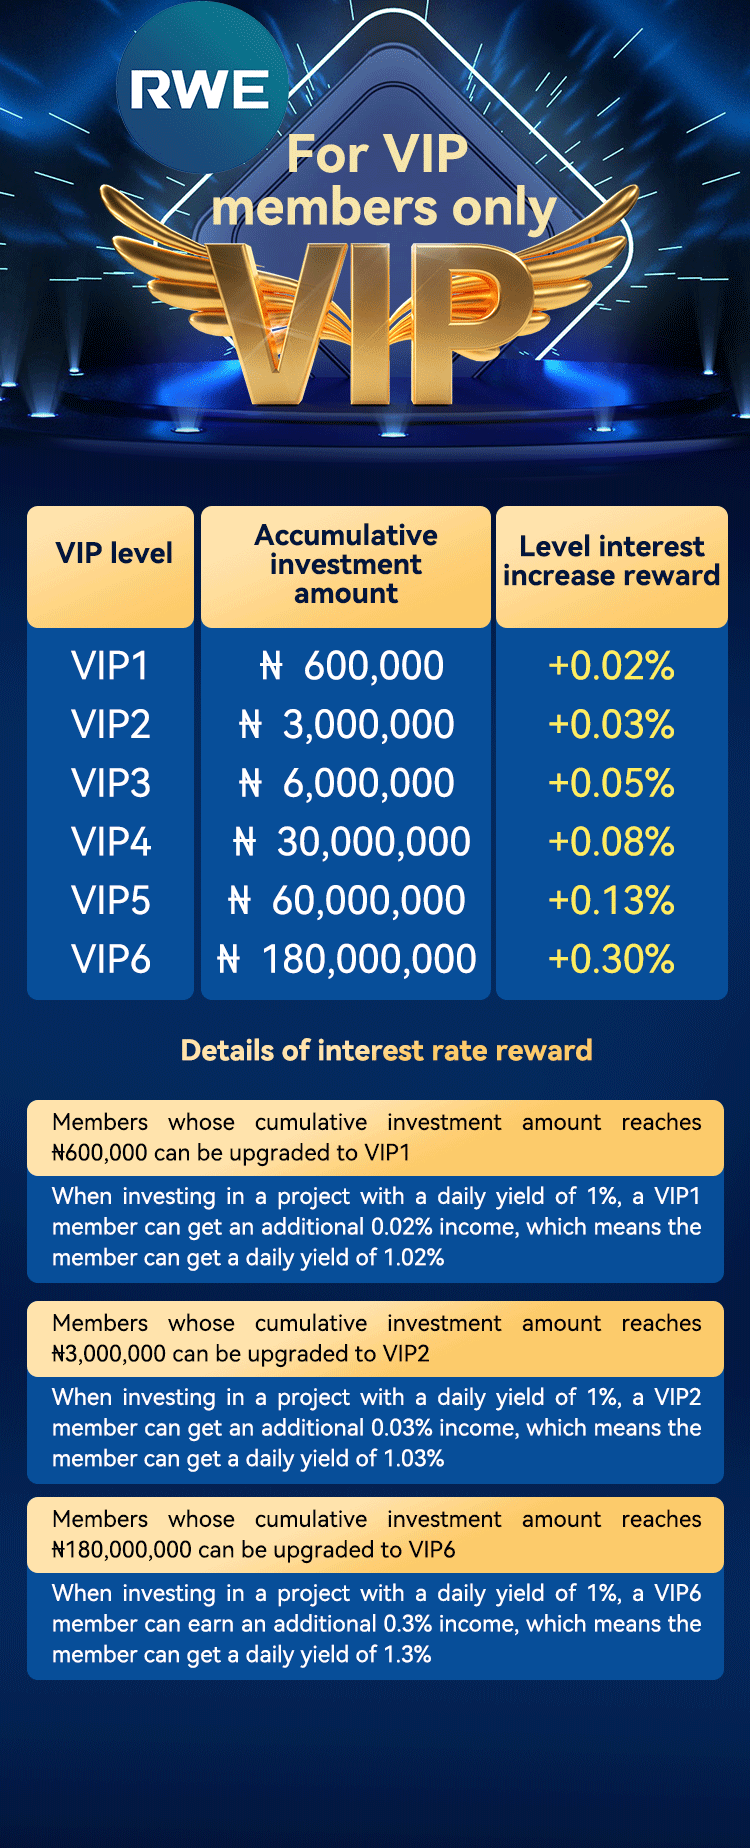 RWE
For VIP
members only
VIP
VIP level
Accumulative
investment
amount
Level interest
increase reward
VIP1 ₦ 600,000 +0.02%
VIP2 ₦ 3,000,000 +0.03%
VIP3 ₦ 6,000,000 +0.05%
VIP4 ₦ 30,000,000 +0.08%
VIP5 ₦ 60,000,000 +0.13%
VIP6 ₦ 180,000,000 +0.30%
Details of interest rate reward
Members whose cumulative investment amount reaches
₦600,000 can be upgraded to VIP1
When investing in a project with a daily yield of 1%, a VIP1
member can get an additional 0.02% income, which means the
member can get a daily yield of 1.02%
Members whose cumulative investment amount reaches
₦3,000,000 can be upgraded to VIP2
When investing in a project with a daily yield of 1%, a VIP2
member can get an additional 0.03% income, which means the
member can get a daily yield of 1.03%
Members whose cumulative investment amount reaches
₦180,000,000 can be upgraded to VIP6
When investing in a project with a daily yield of 1%, a VIP6
member can earn an additional 0.3% income, which means the
member can get a daily yield of 1.3%